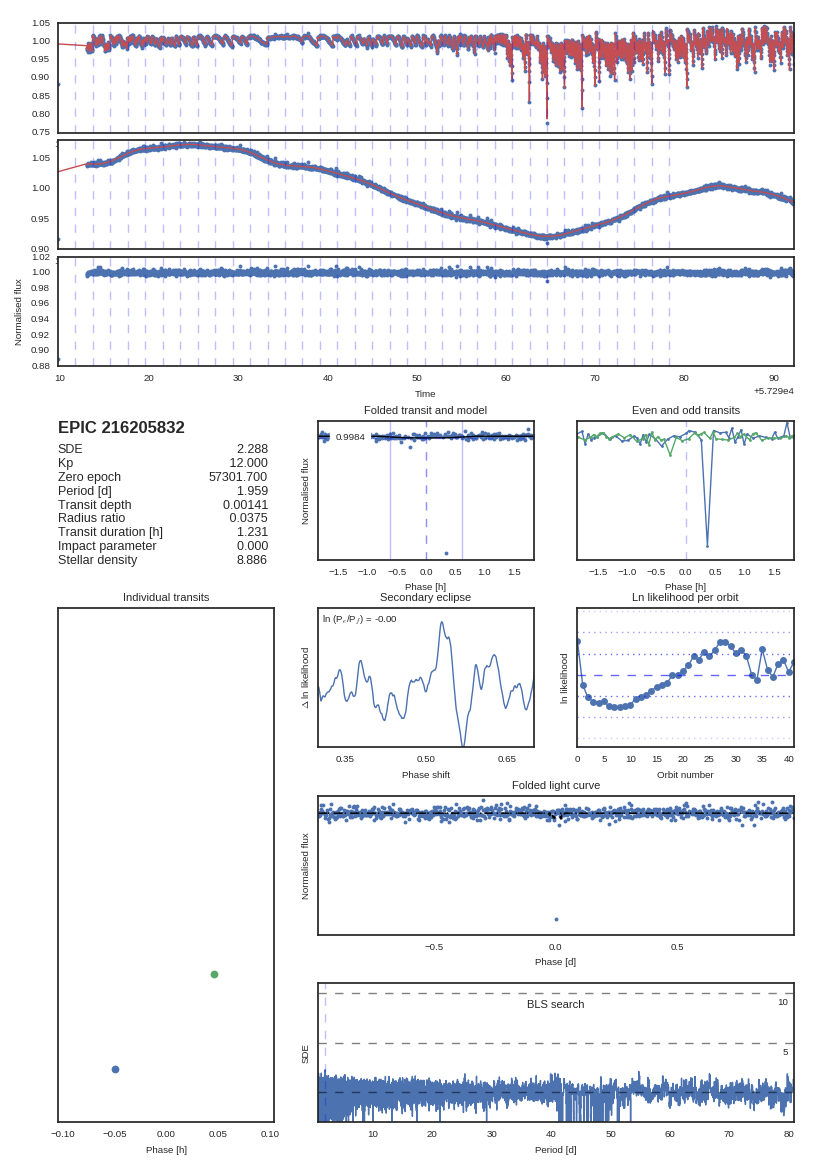 1.05
1.00
0.95
0.90
0.85
0.80
0.75
1.05
1.00
0.95
0.90
1.02
1.00
0.98
0.96
0.94
0.92
0.90
0.88
Normalised flux
10 20 30 40 50 60 70 80 90
Time
+5.729e4
EPIC 216205832
SDE 2.288
Kp 12.000
Zero epoch 57301.700
Period [d] 1.959
Transit depth 0.00141
Radius ratio 0.0375
Transit duration [h] 1.231
Impact parameter 0.000
Stellar density 8.886
Folded transit and model
0.9984
Normalised flux
−1.5 −1.0 −0.5 0.0 0.5 1.0 1.5
Phase [h]
Even and odd transits
−1.5 −1.0 −0.5 0.0 0.5 1.0 1.5
Phase [h]
Individual transits
−0.10 −0.05 0.00 0.05 0.10
Phase [h]
Secondary eclipse
ln (Pₑ/P𝑓) = -0.00
Δ ln likelihood
0.35 0.50 0.65
Phase shift
Ln likelihood per orbit
ln likelihood
0 5 10 15 20 25 30 35 40
Orbit number
Folded light curve
Normalised flux
−0.5 0.0 0.5
Phase [d]
BLS search
10
5
SDE
10 20 30 40 50 60 70 80
Period [d]